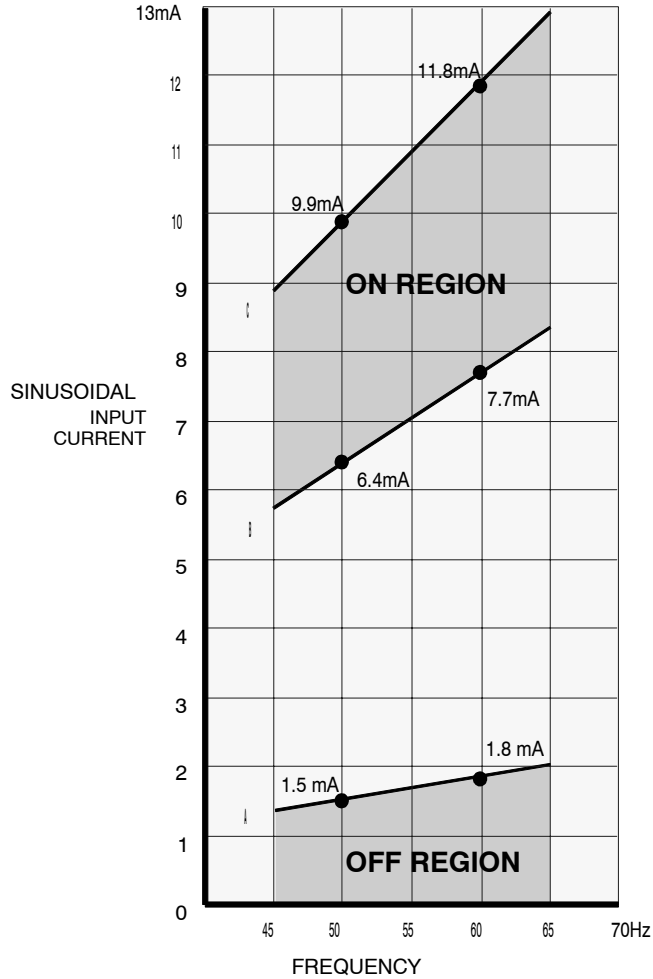 13mA
11.8mA
12
11
9.9mA
10
9
ON REGION
C
8
SINUSOIDAL
INPUT
CURRENT
7.7mA
7
6.4mA
6
B
5
4
3
1.8 mA
2
1.5 mA
A
1
OFF REGION
0
45 50 55 60 65 70Hz
FREQUENCY